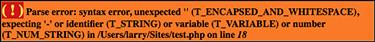 ( ! ) Parse error: syntax error, unexpected '' (T_ENCAPSED_AND_WHITESPACE),
expecting '-' or identifier (T_STRING) or variable (T_VARIABLE) or number
(T_NUM_STRING) in /Users/larry/Sites/test.php on line 18